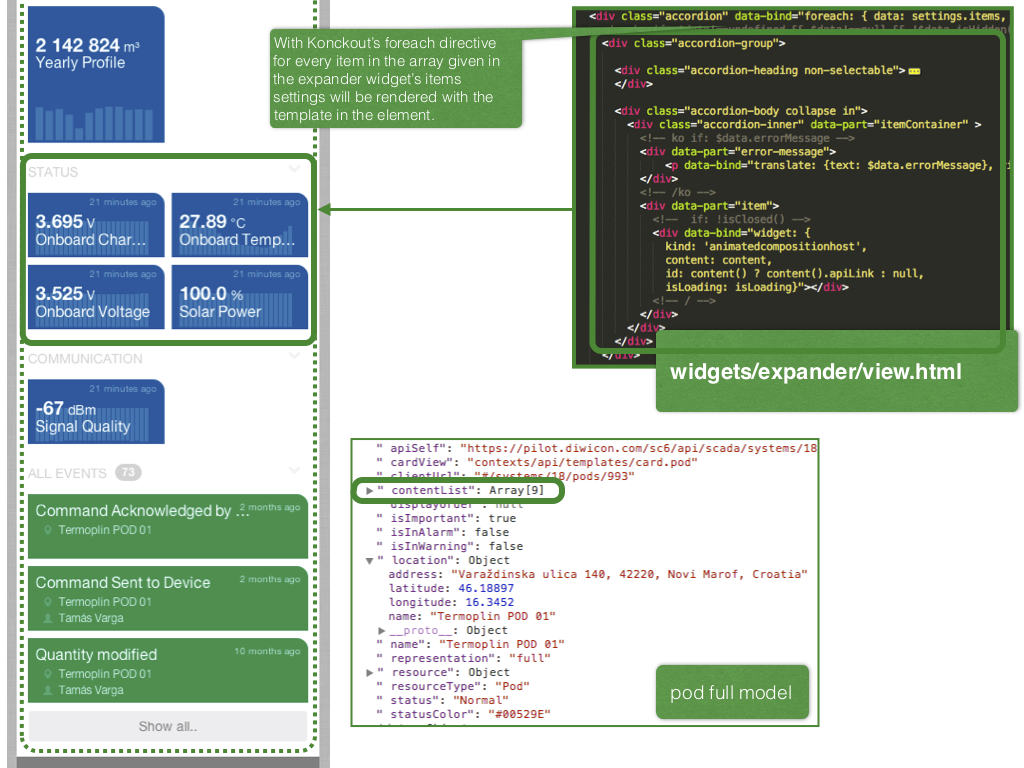 2 142 824 m³
Yearly Profile
STATUS
21 minutes ago
3.695 V
Onboard Char...
21 minutes ago
27.89 °C
Onboard Temp...
21 minutes ago
3.525 V
Onboard Voltage
21 minutes ago
100.0 %
Solar Power
COMMUNICATION
21 minutes ago
-67 dBm
Signal Quality
ALL EVENTS 73
Command Acknowledged by ... 2 months ago
Termoplin POD 01
Command Sent to Device 2 months ago
Termoplin POD 01
Tamás Varga
Quantity modified 10 months ago
Termoplin POD 01
Tamás Varga
Show all..
With Konckout's foreach directive
for every item in the array given in
the expander widget's items
settings will be rendered with the
template in the element.
<div class="accordion" data-bind="foreach: { data: settings.items,
<div class="accordion-group">
<div class="accordion-heading non-selectable">
</div>
<div class="accordion-body collapse in">
<div class="accordion-inner" data-part="itemContainer" >
<!-- ko if: $data.errorMessage -->
<div data-part="error-message">
<p data-bind="translate: {text: $data.errorMessage},
</div>
<!-- /ko -->
<div data-part="item">
<!-- if: !isClosed() -->
<div data-bind="widget: {
kind: 'animatedcompositionhost',
content: content,
id: content() ? content().apiLink : null,
isLoading: isLoading}"></div>
<!-- / -->
</div>
</div>
</div>
</div>
widgets/expander/view.html
" apiSelf": "https://pilot.diwicon.com/sc6/api/scada/systems/18
" cardView": "contexts/api/templates/card.pod"
" clientUrl": "#/systems/18/pods/993"
" contentList": Array[9]
" displayOrder": null
" isImportant": true
" isInAlarm": false
" isInWarning": false
" location": Object
address: "Varaždinska ulica 140, 42220, Novi Marof, Croatia"
latitude: 46.18897
longitude: 16.3452
name: "Termoplin POD 01"
__proto__: Object
" name": "Termoplin POD 01"
" representation": "full"
" resource": Object
" resourceType": "Pod"
" status": "Normal"
" statusColor": "#00529E"
pod full model